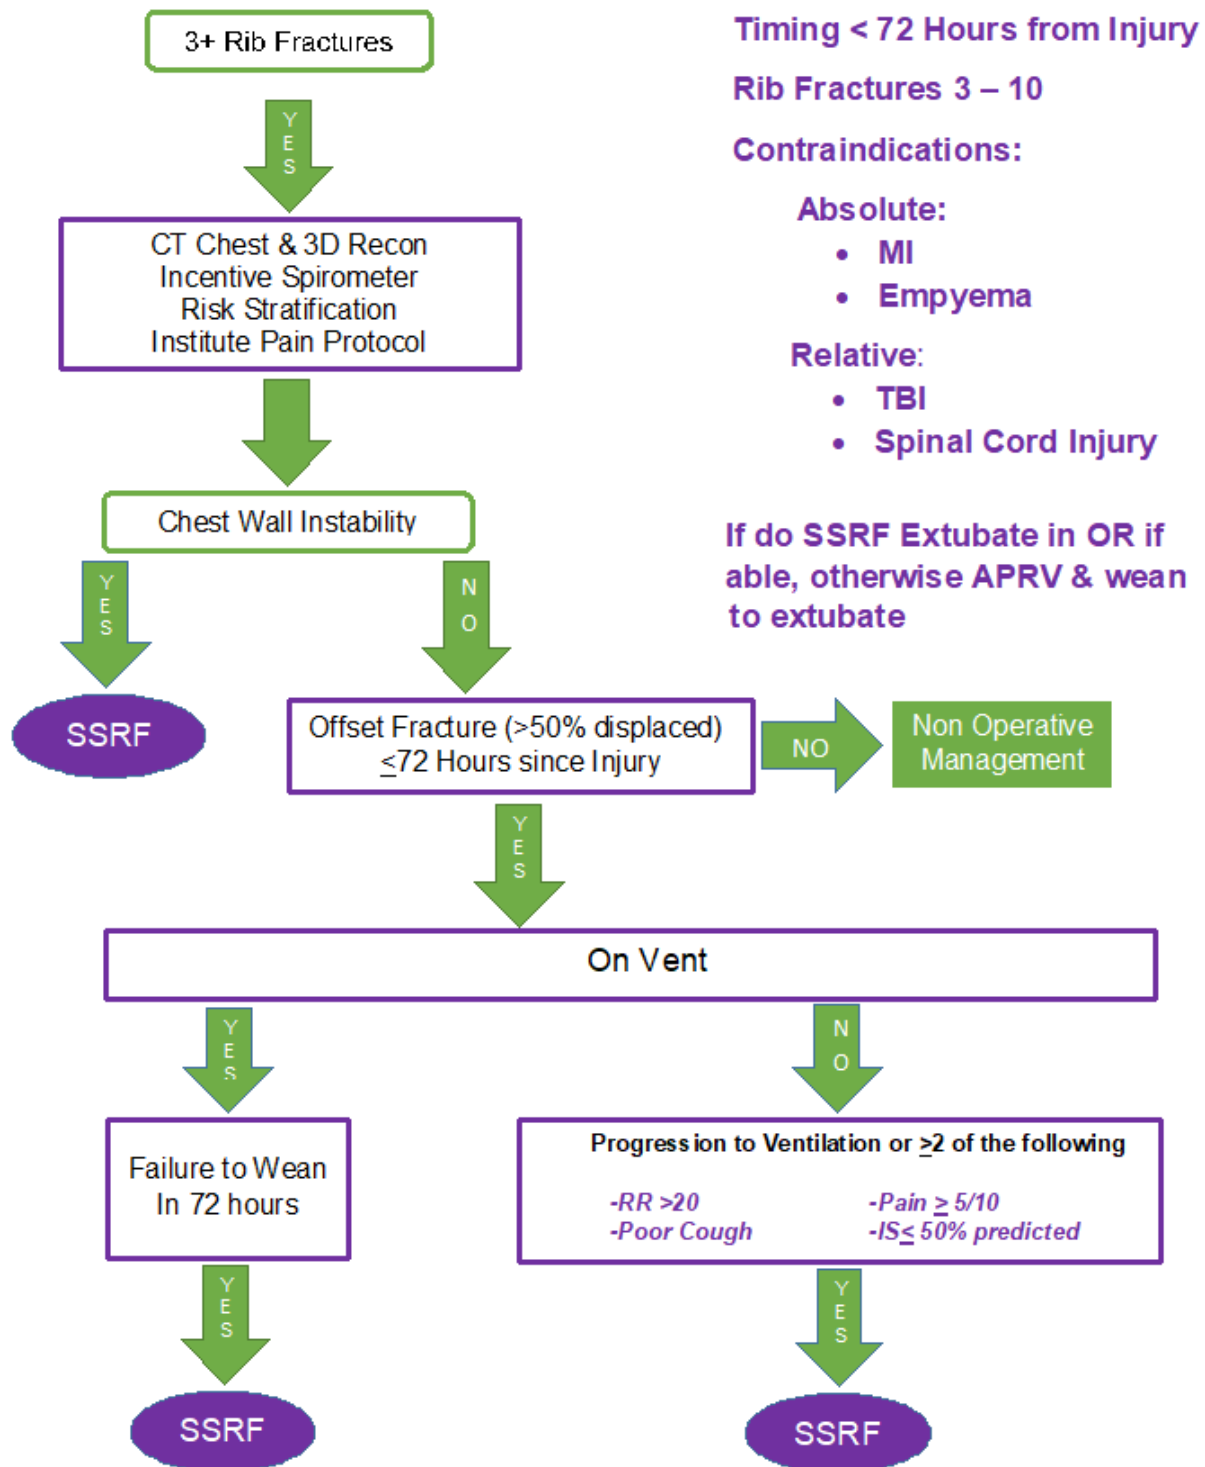 3+ Rib Fractures
YES
CT Chest & 3D Recon
Incentive Spirometer
Risk Stratification
Institute Pain Protocol
Chest Wall Instability
YES
NO
SSRF
Offset Fracture (>50% displaced)
≤72 Hours since Injury
NO
Non Operative
Management
YES
On Vent
YES
NO
Failure to Wean
In 72 hours
Progression to Ventilation or ≥2 of the following
-RR >20
-Pain ≥ 5/10
-Poor Cough
-IS≤ 50% predicted
YES
YES
SSRF
SSRF
Timing < 72 Hours from Injury
Rib Fractures 3 – 10
Contraindications:
Absolute:
• MI
• Empyema
Relative:
• TBI
• Spinal Cord Injury
If do SSRF Extubate in OR if
able, otherwise APRV & wean
to extubate